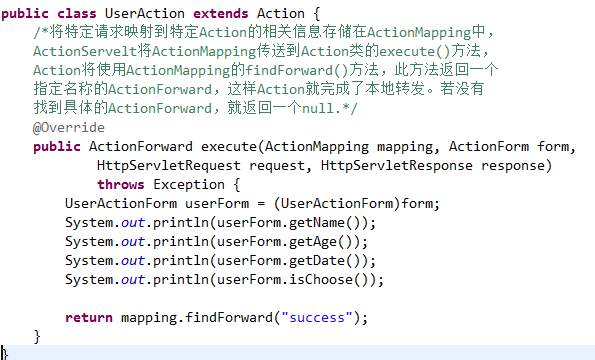 public class UserAction extends Action {
/*将特定请求映射到特定Action的相关信息存储在ActionMapping中，
ActionServelt将ActionMapping传送到Action类的execute()方法，
Action将使用ActionMapping的findForward()方法，此方法返回一个
指定名称的ActionForward，这样Action就完成了本地转发。若没有
找到具体的ActionForward，就返回一个null.*/
@Override
public ActionForward execute(ActionMapping mapping, ActionForm form,
HttpServletRequest request, HttpServletResponse response)
throws Exception {
UserActionForm userForm = (UserActionForm)form;
System.out.println(userForm.getName());
System.out.println(userForm.getAge());
System.out.println(userForm.getDate());
System.out.println(userForm.isChoose());
return mapping.findForward("success");
}
}